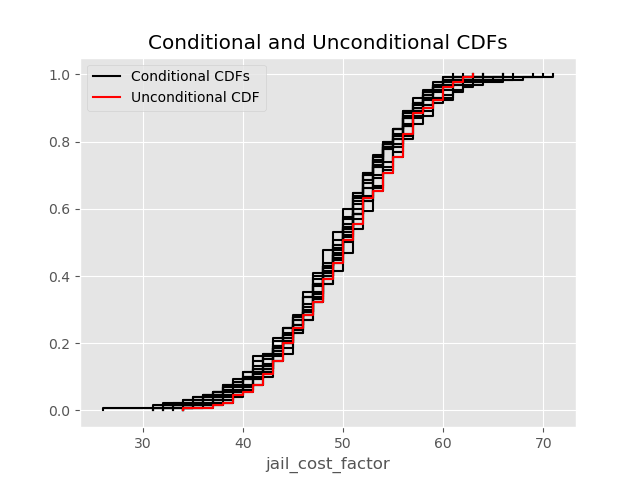 Conditional and Unconditional CDFs
Conditional CDFs
Unconditional CDF
1.0
0.8
0.6
0.4
0.2
0.0
30 40 50 60 70
jail_cost_factor